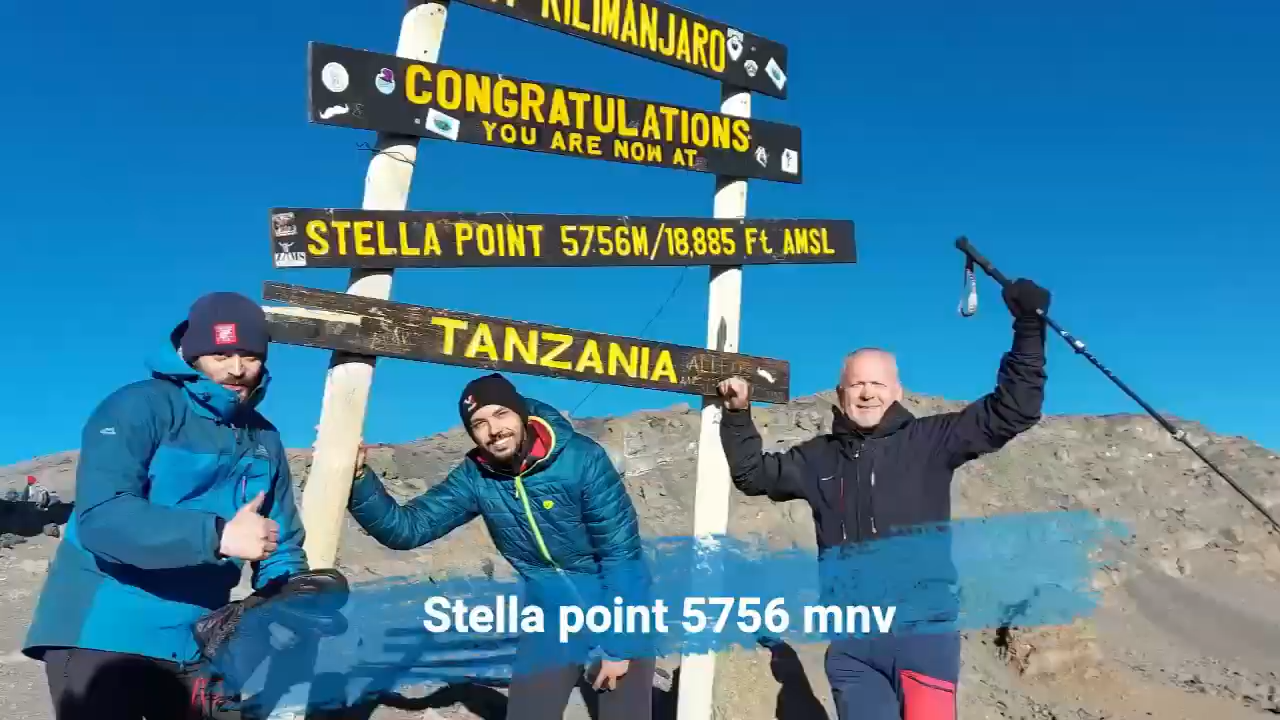 KILIMANJARO
CONGRATULATIONS
YOU ARE NOW AT
STELLA POINT 5756M/18,885 Ft. AMSL
TANZANIA
Stella point 5756 mnv